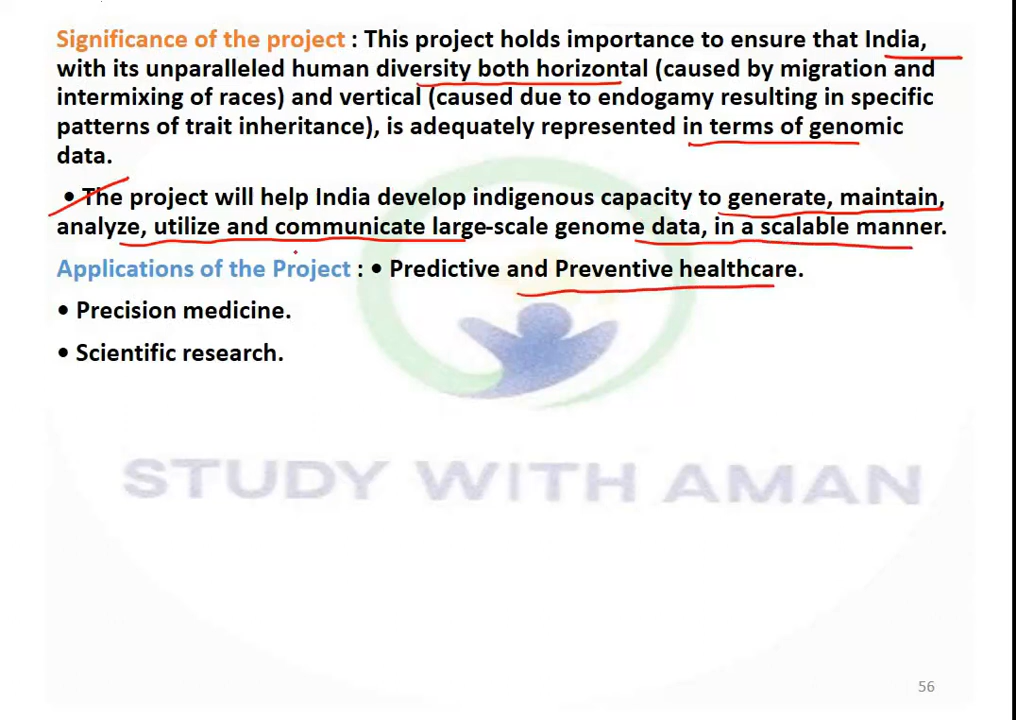 Significance of the project : This project holds importance to ensure that India,
with its unparalleled human diversity both horizontal (caused by migration and
intermixing of races) and vertical (caused due to endogamy resulting in specific
patterns of trait inheritance), is adequately represented in terms of genomic
data.
• The project will help India develop indigenous capacity to generate, maintain,
analyze, utilize and communicate large-scale genome data, in a scalable manner.
Applications of the Project : • Predictive and Preventive healthcare.
• Precision medicine.
• Scientific research.
STUDY WITH AMAN
56